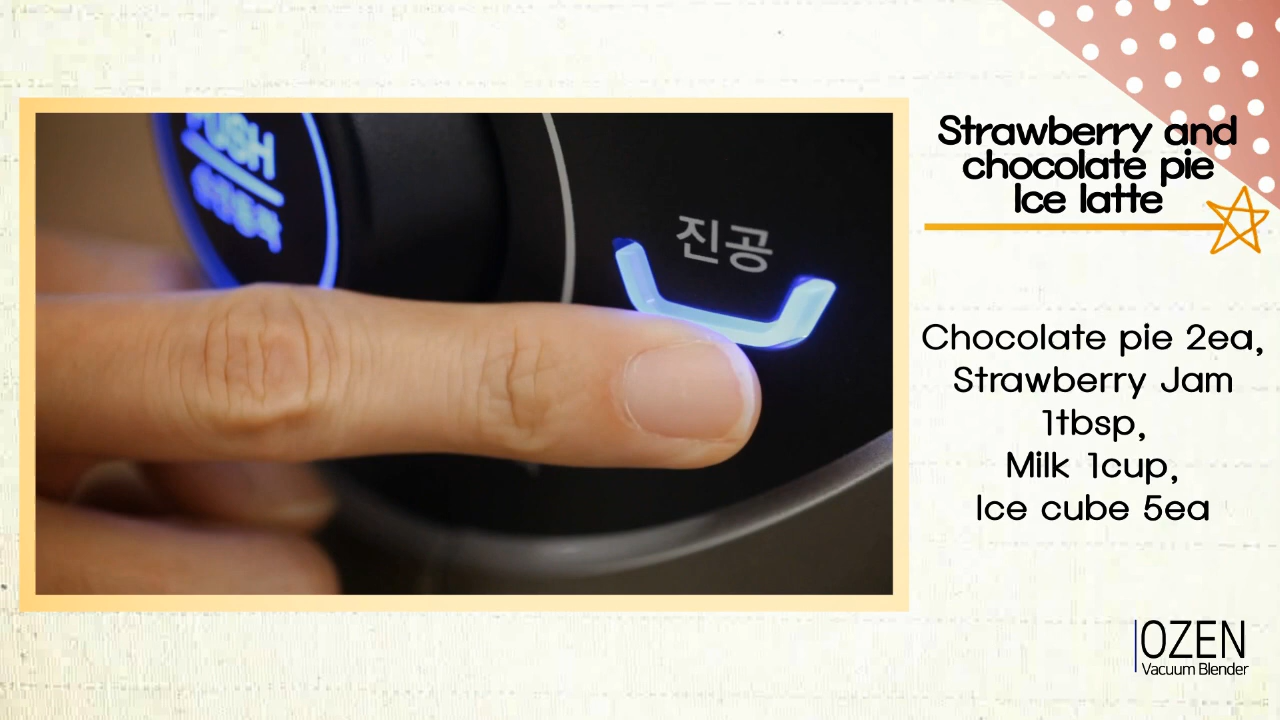 진공
Strawberry and
chocolate pie
Ice latte
Chocolate pie 2ea,
Strawberry Jam
1tbsp,
Milk 1cup,
Ice cube 5ea
OZEN
Vacuum Blender